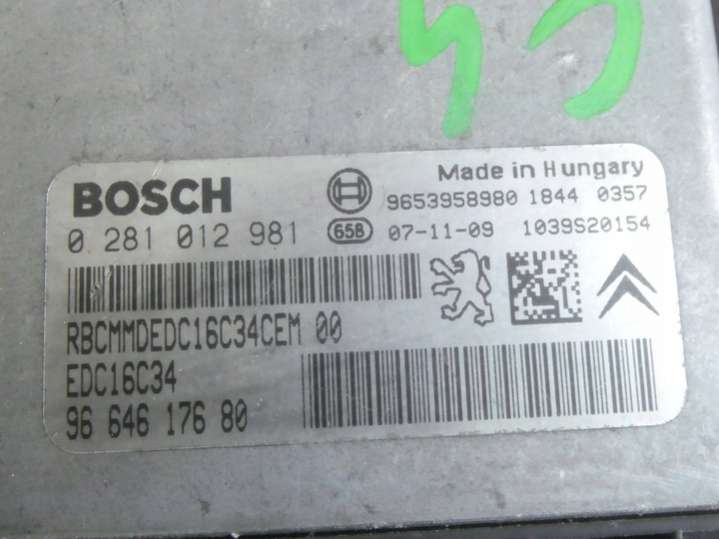 Made in Hungary
BOSCH
9653958980 1844 0357
0 281 012 981
658 07-11-09 1039S20154
RBCMMDEDC16C34CEM 00
EDC16C34
96 646 176 80